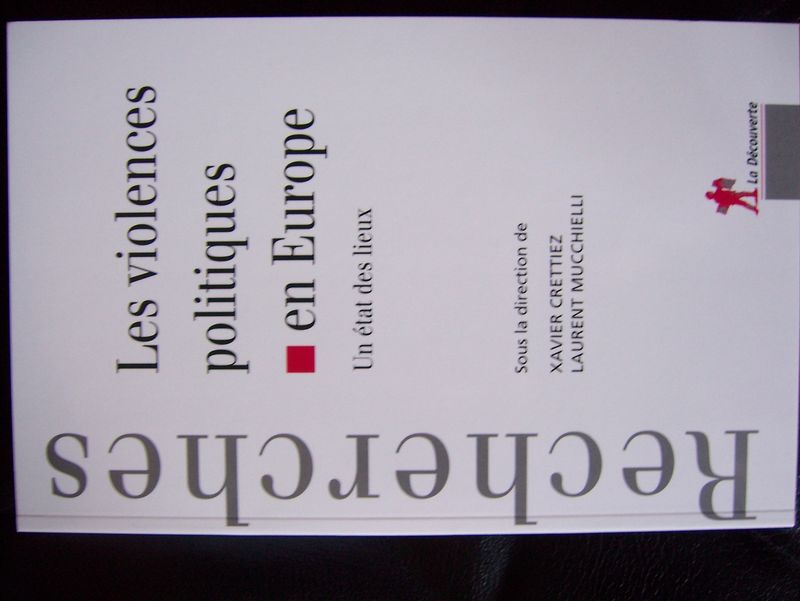 Recherches
Les violences
politiques
en Europe
Un état des lieux
Sous la direction de
XAVIER CRETTIEZ
LAURENT MUCCHIELLI
La Découverte